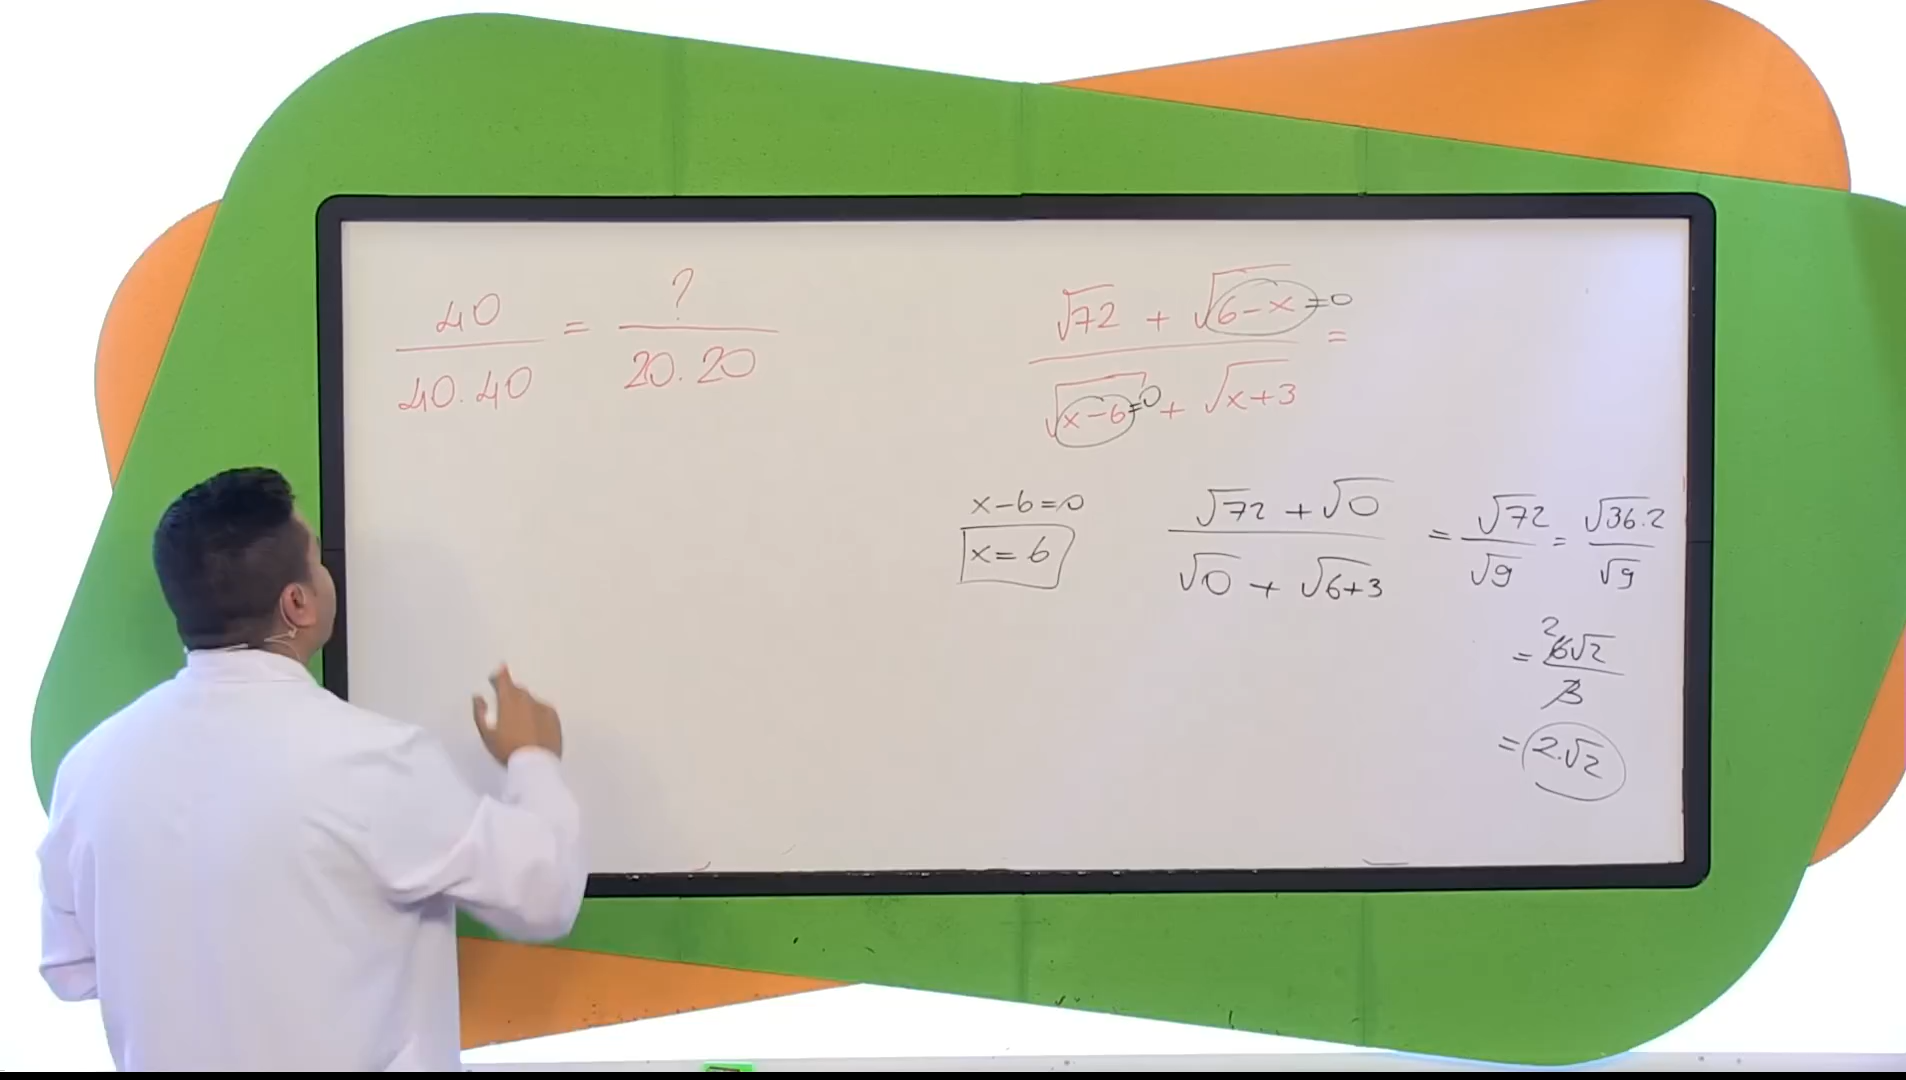 40/40.40 = ?/20.20
(√72 + √(6-x))/(√(x-6) + √(x+3)) =
=0
=0
x-6=0
x=6
(√72 + √0)/(√0 + √(6+3)) = √72/√9 = √(36.2)/√9
= 6√2/3
2
= 2.√2